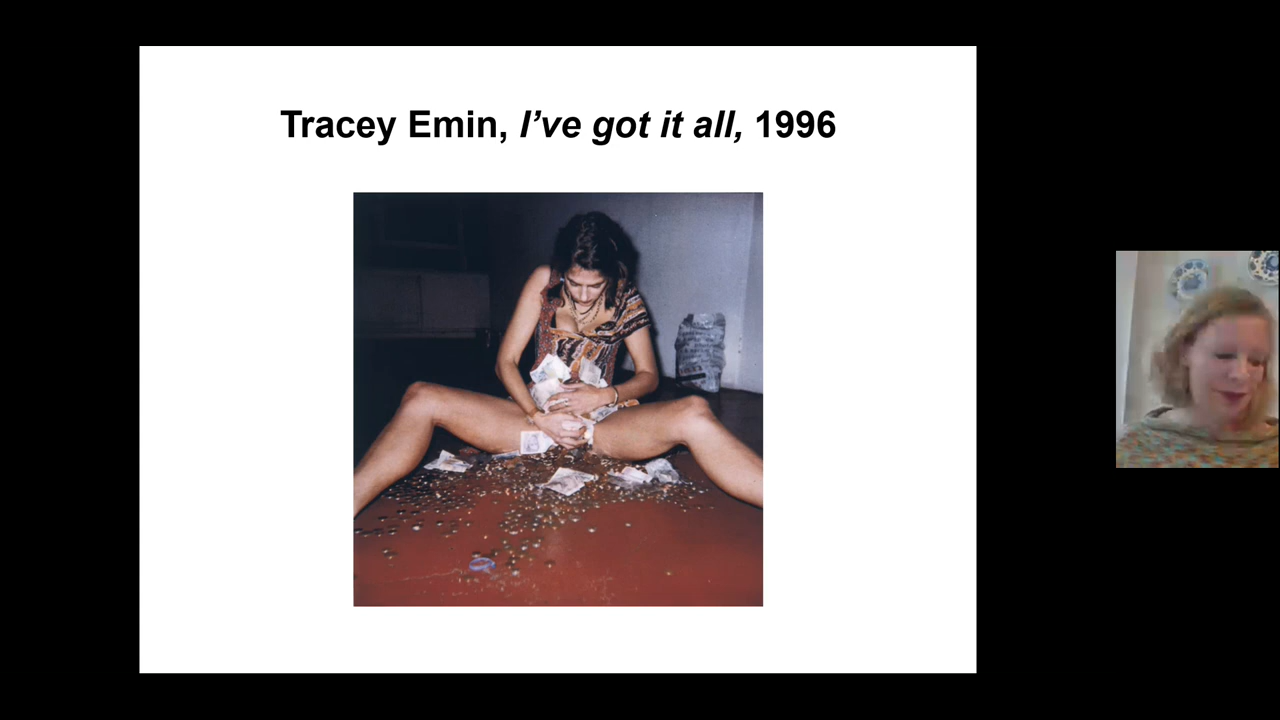 Tracey Emin, I’ve got it all, 1996